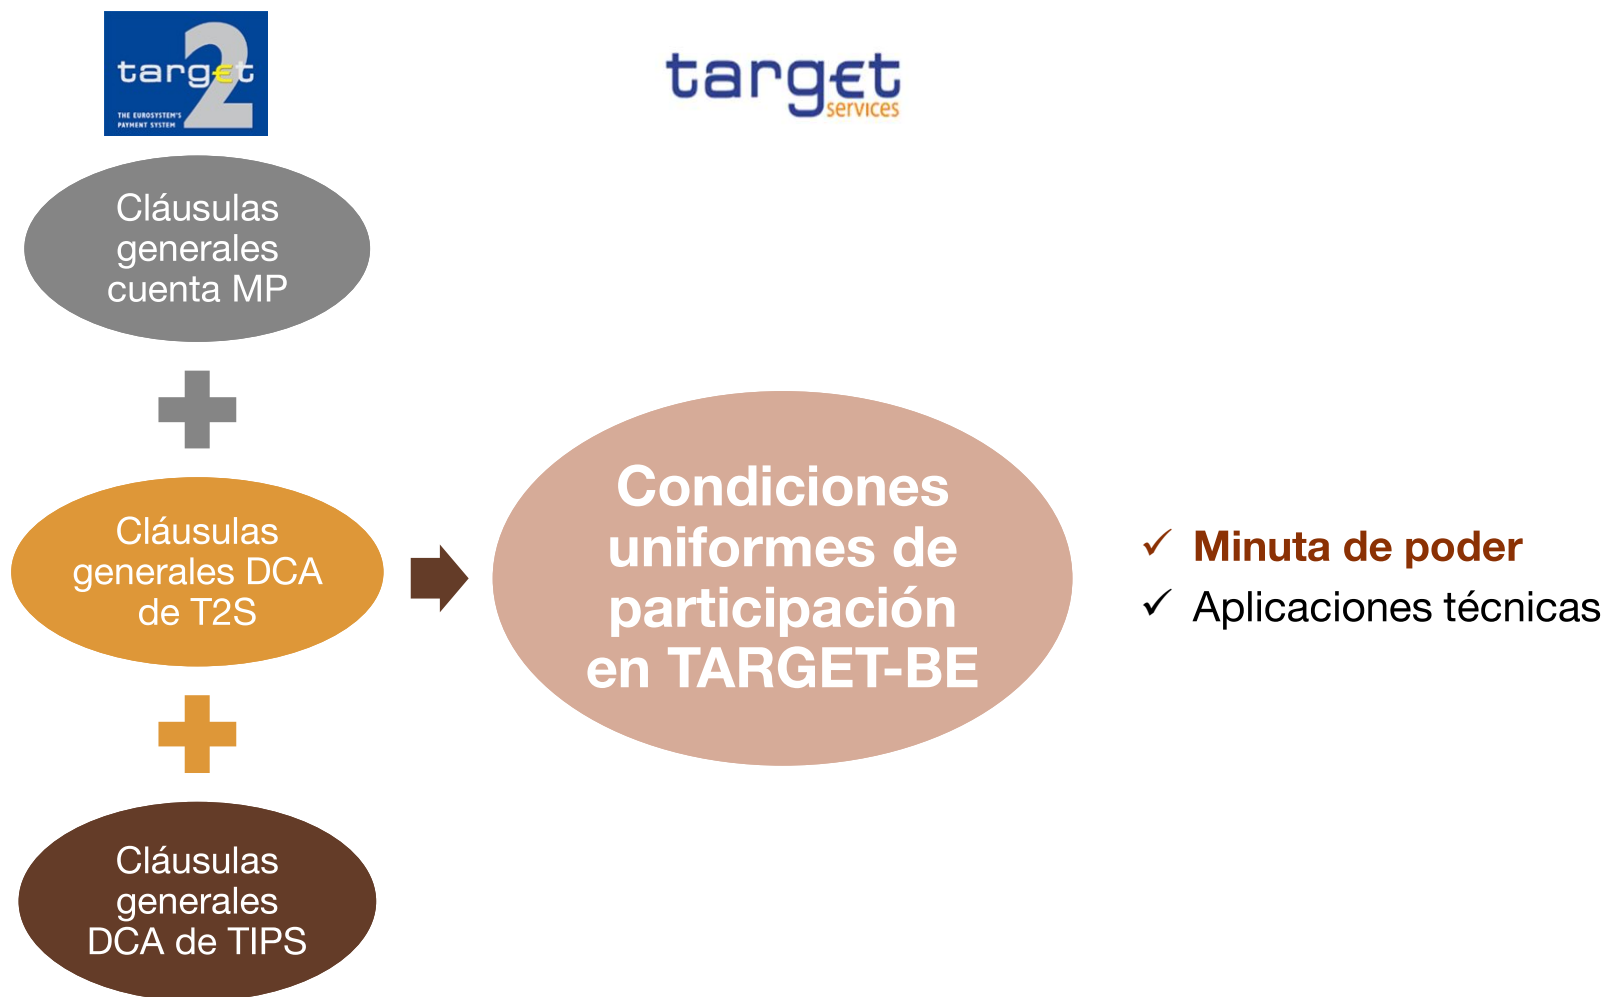 target
2
THE EUROSYSTEM'S
PAYMENT SYSTEM
target
services
Cláusulas
generales
cuenta MP
Cláusulas
generales DCA
de T2S
Cláusulas
generales
DCA de TIPS
Condiciones
uniformes de
participación
en TARGET-BE
✓ Minuta de poder
✓ Aplicaciones técnicas